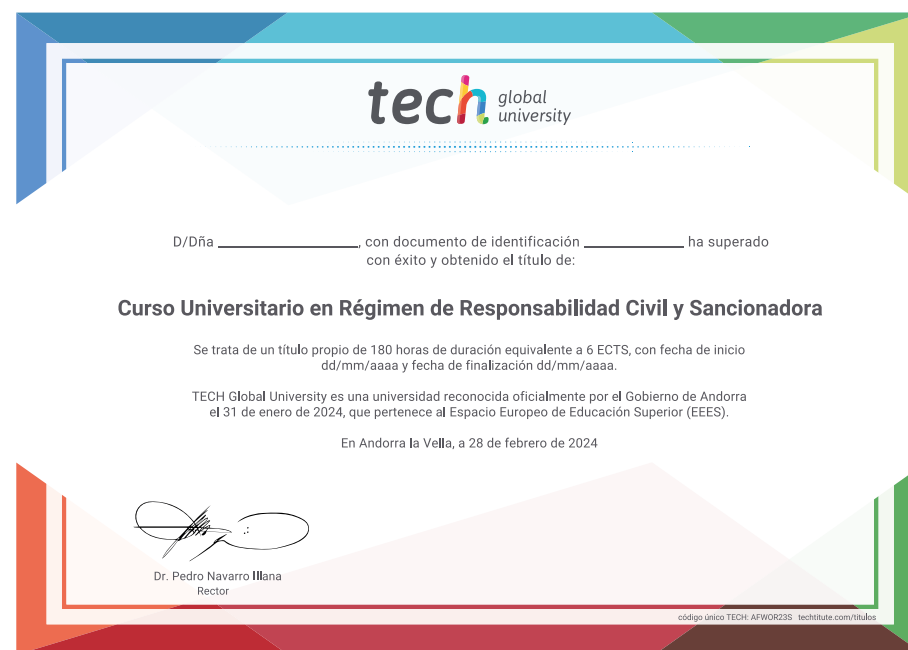 tech global university
D/Dña ____________, con documento de identificación ____________ ha superado
con éxito y obtenido el título de:
Curso Universitario en Régimen de Responsabilidad Civil y Sancionadora
Se trata de un título propio de 180 horas de duración equivalente a 6 ECTS, con fecha de inicio
dd/mm/aaaa y fecha de finalización dd/mm/aaaa.
TECH Global University es una universidad reconocida oficialmente por el Gobierno de Andorra
el 31 de enero de 2024, que pertenece al Espacio Europeo de Educación Superior (EEES).
En Andorra la Vella, a 28 de febrero de 2024
Dr. Pedro Navarro Illana
Rector
código único TECH: AFWOR23S techtitute.com/titulos